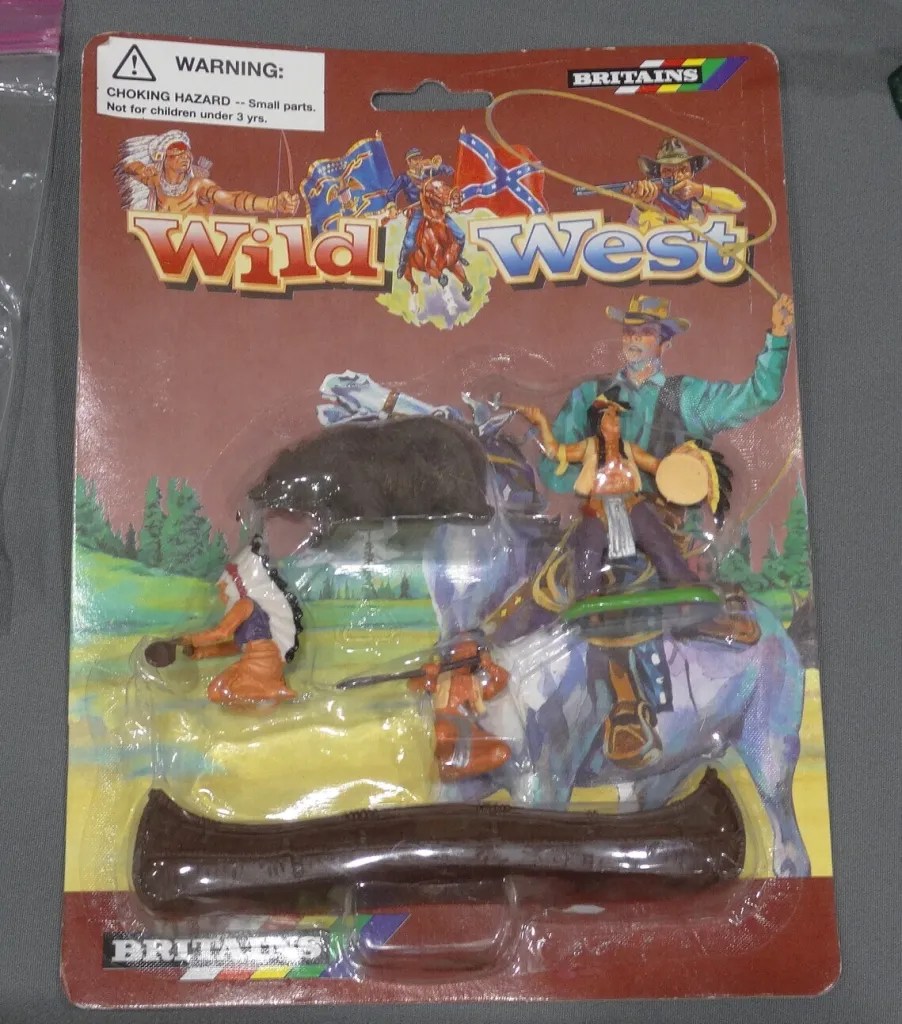 WARNING:
CHOKING HAZARD -- Small parts.
Not for children under 3 yrs.
BRITAINS
Wild West
BRITAINS